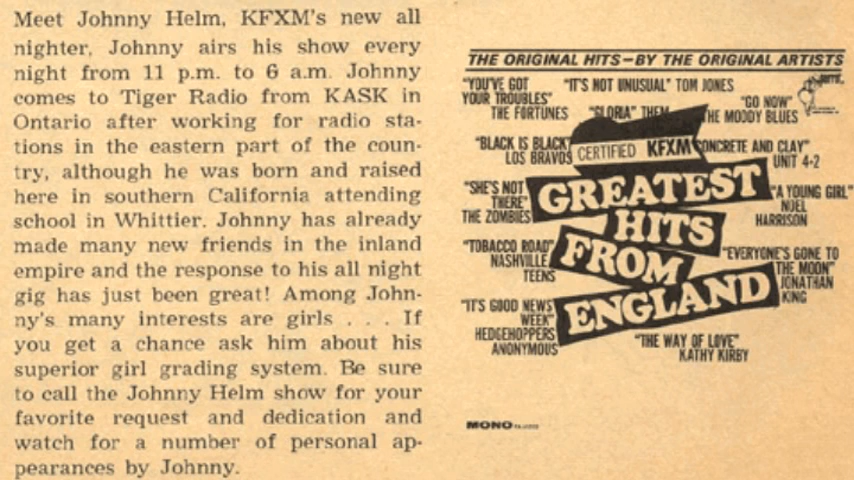 Meet Johnny Helm, KFXM's new all
nighter, Johnny airs his show every
night from 11 p.m. to 6 a.m. Johnny
comes to Tiger Radio from KASK in
Ontario after working for radio sta-
tions in the eastern part of the coun-
try, although he was born and raised
here in southern California attending
school in Whittier. Johnny has already
made many new friends in the inland
empire and the response to his all night
gig has just been great! Among John-
ny's many interests are girls . . . If
you get a chance ask him about his
superior girl grading system. Be sure
to call the Johnny Helm show for your
favorite request and dedication and
watch for a number of personal ap-
pearances by Johnny.
THE ORIGINAL HITS—BY THE ORIGINAL ARTISTS
"YOU'VE GOT
YOUR TROUBLES"
THE FORTUNES
"IT'S NOT UNUSUAL" TOM JONES
"GLORIA" THEM
"GO NOW"
THE MOODY BLUES
"BLACK IS BLACK"
LOS BRAVOS
CERTIFIED KFXM
CONCRETE AND CLAY"
UNIT 4-2
GREATEST
HITS
FROM
ENGLAND
"SHE'S NOT
THERE"
THE ZOMBIES
"A YOUNG GIRL"
NOEL
HARRISON
"TOBACCO ROAD"
NASHVILLE
TEENS
"EVERYONE'S GONE TO
THE MOON"
JONATHAN
KING
"IT'S GOOD NEWS
WEEK"
HEDGEHOPPERS
ANONYMOUS
"THE WAY OF LOVE"
KATHY KIRBY
MONO